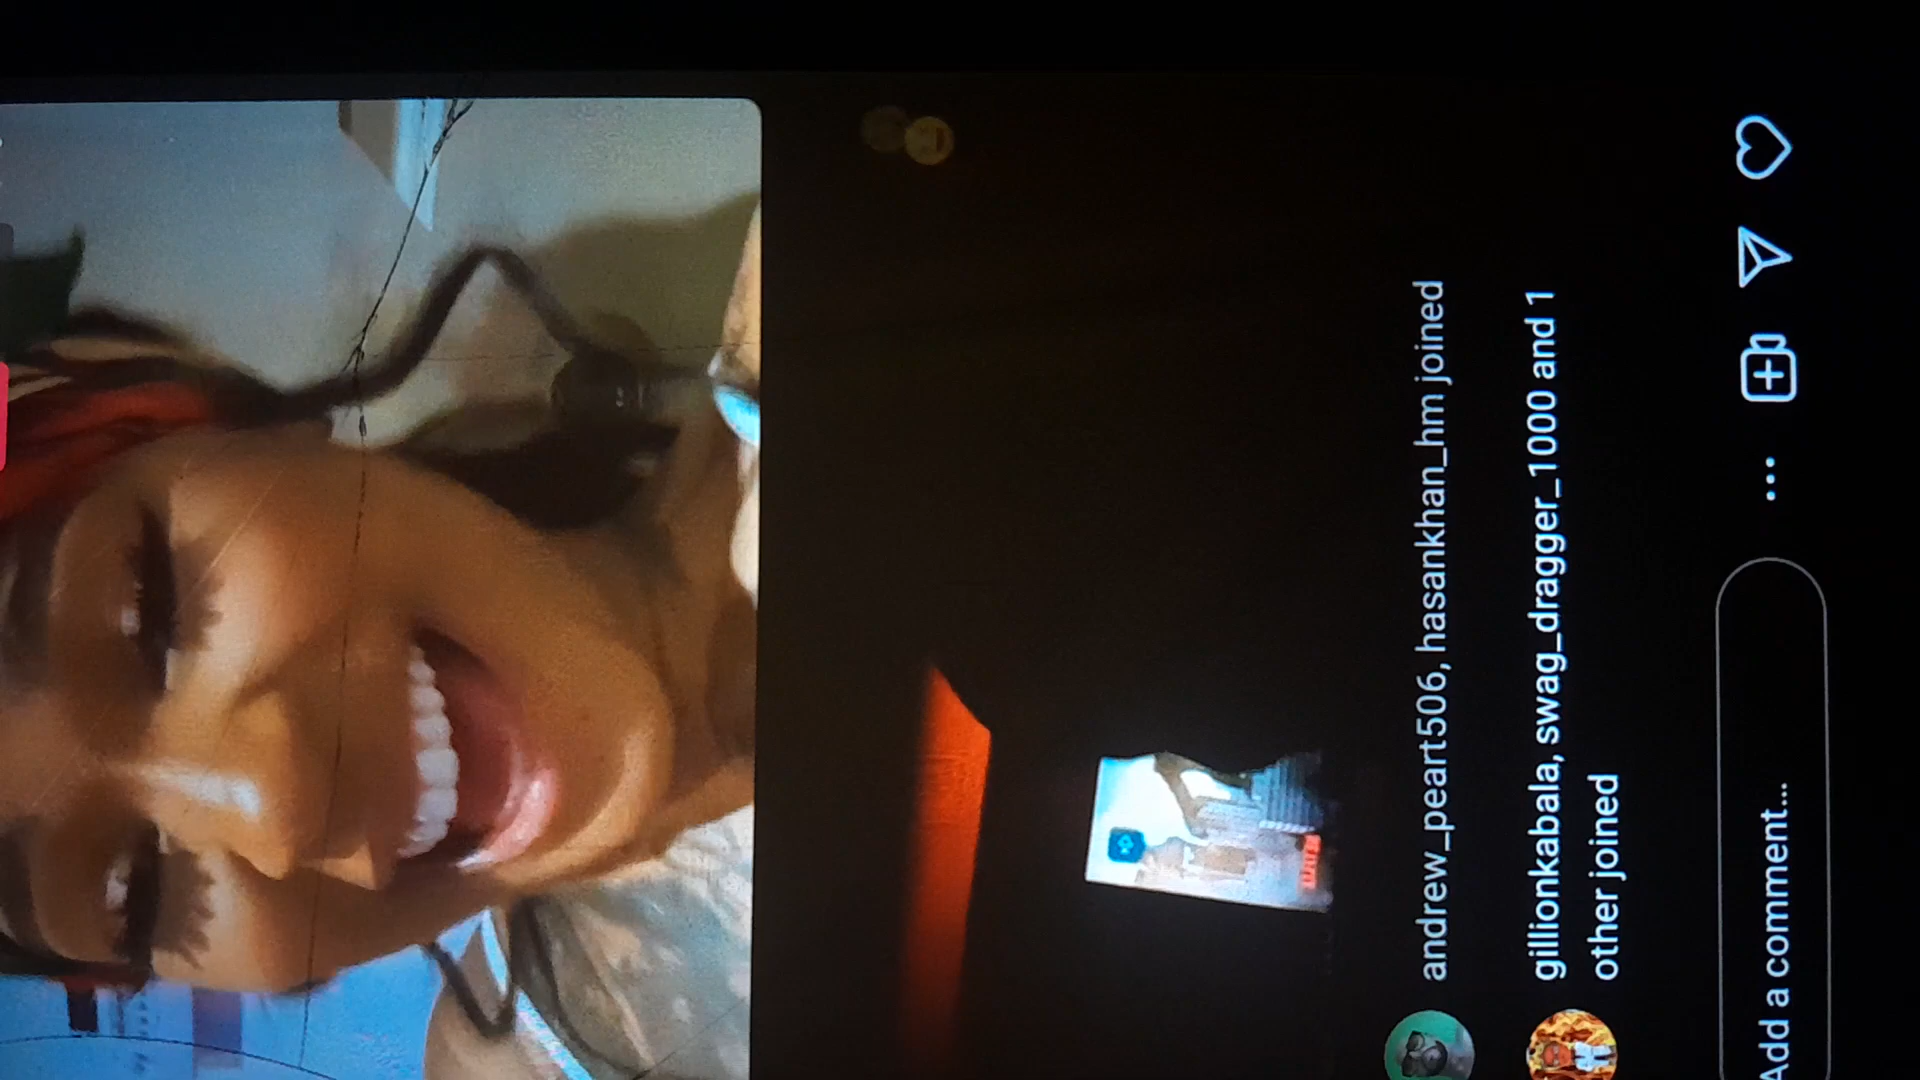 andrew_peart506, hasankhan_hm joined
gillionkabala, swag_dragger_1000 and 1
other joined
Add a comment...